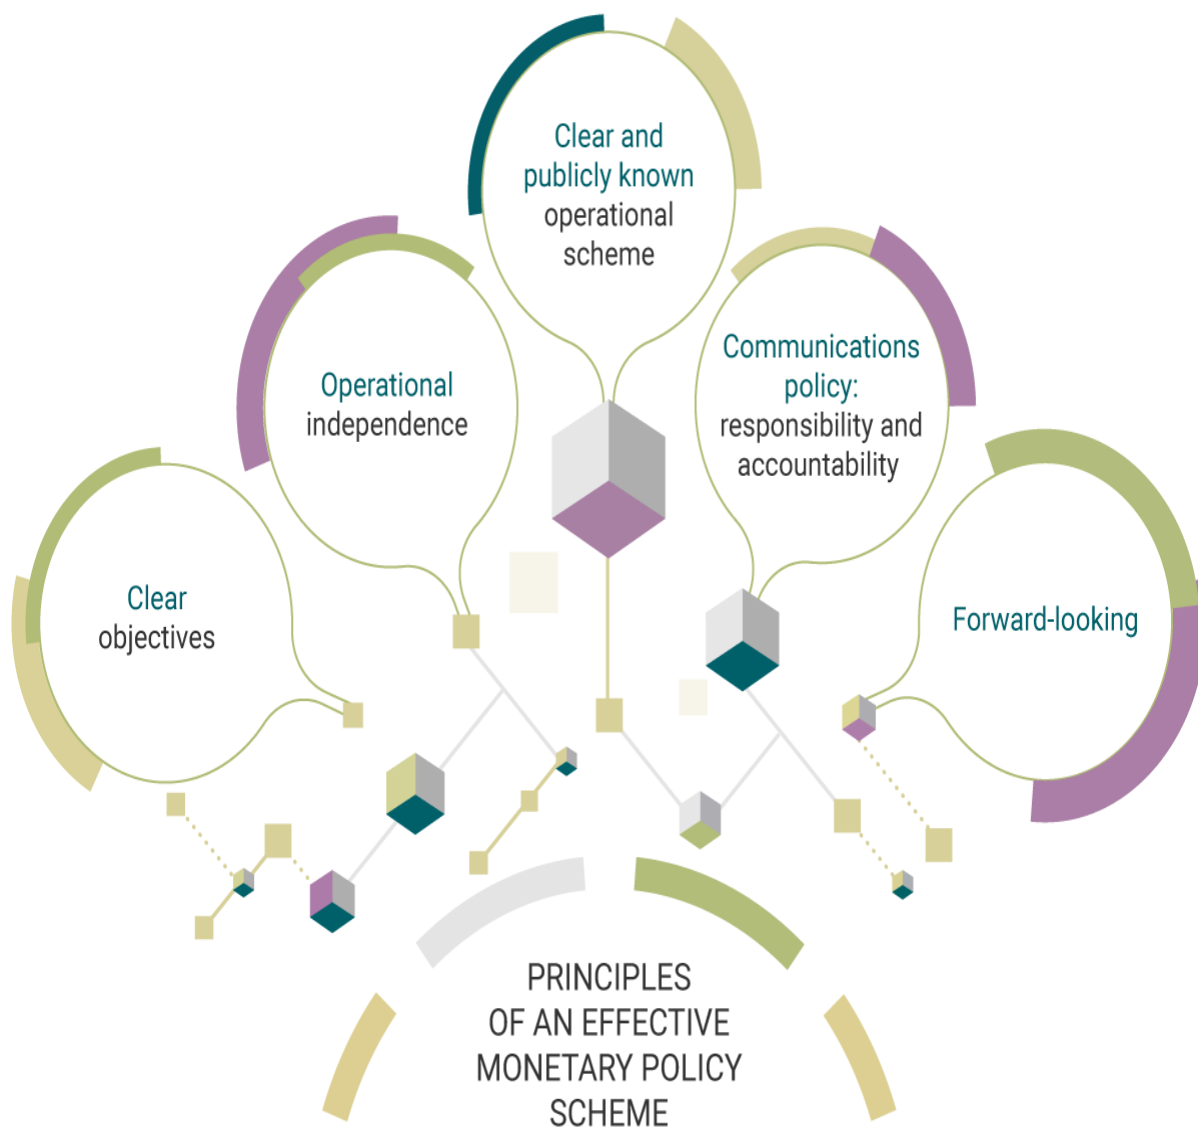 Clear and
publicly known
operational
scheme
Operational
independence
Communications
policy:
responsibility and
accountability
Clear
objectives
Forward-looking
PRINCIPLES
OF AN EFFECTIVE
MONETARY POLICY
SCHEME